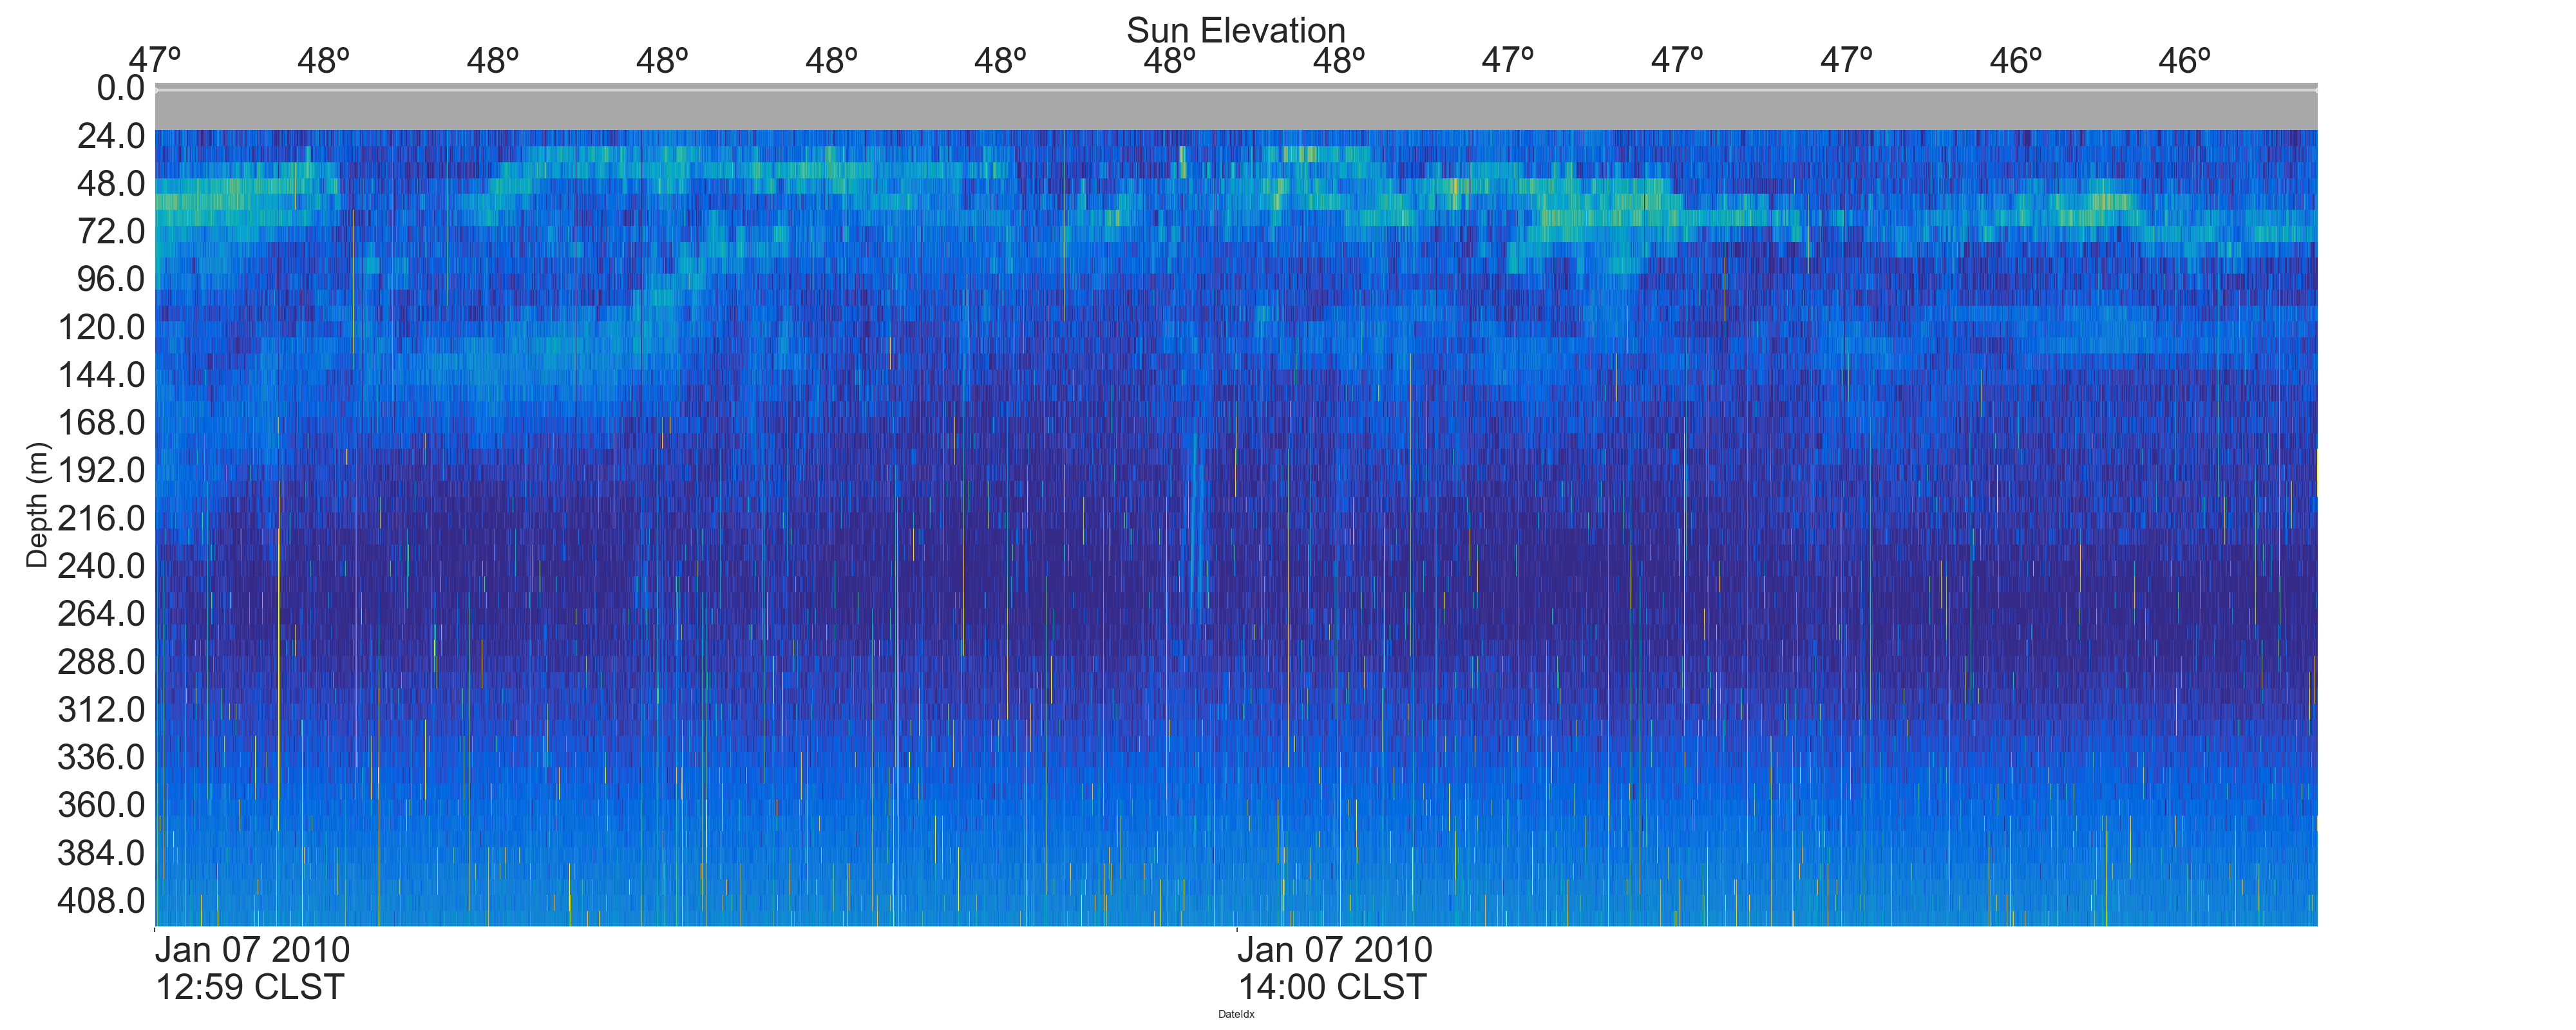 Sun Elevation
47º 48º 48º 48º 48º 48º 48º 48º 47º 47º 47º 46º 46º
0.0
24.0
48.0
72.0
96.0
120.0
144.0
168.0
192.0
216.0
240.0
264.0
288.0
312.0
336.0
360.0
384.0
408.0
Depth (m)
Jan 07 2010
12:59 CLST
Jan 07 2010
14:00 CLST
DateIdx